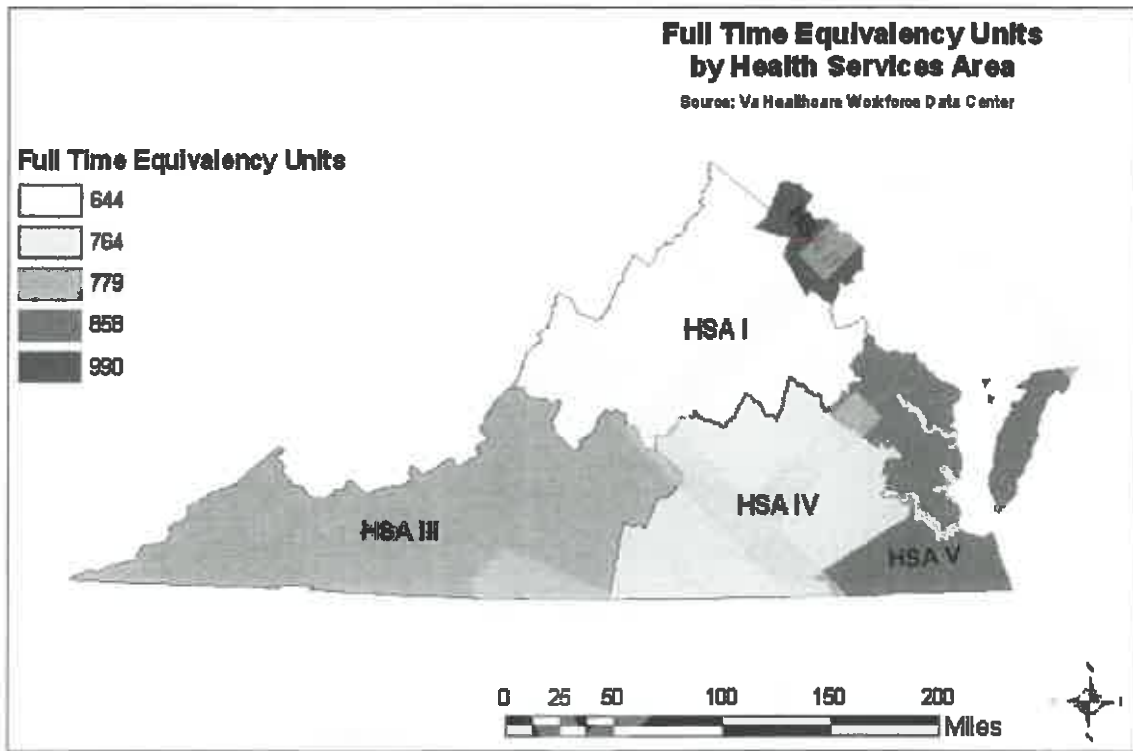 Full Time Equivalency Units
by Health Services Area
Source: Va Healthcare Workforce Data Center
Full Time Equivalency Units
644
764
779
858
990
HSA I
HSA III
HSA IV
HSA V
0 25 50 100 150 200
Miles